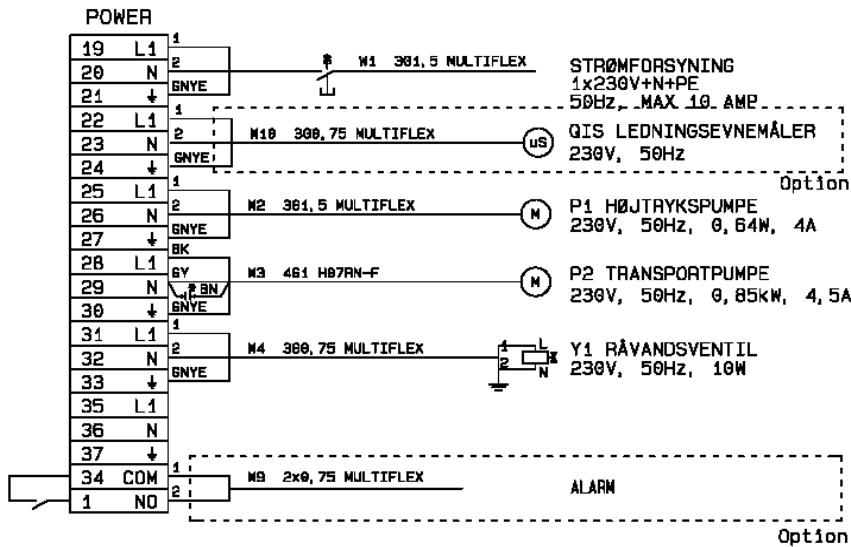 POWER
19 L1 1
20 N 2 W1 3G1,5 MULTIFLEX STRØMFORSYNING
21 GNYE 1x230V+N+PE
50Hz, MAX 10 AMP
22 L1 1
23 N 2 W10 3G0,75 MULTIFLEX uS QIS LEDNINGSEVNEMÅLER
24 GNYE 230V, 50Hz
Option
25 L1 1
26 N 2 W2 3G1,5 MULTIFLEX M P1 HØJTRYKSPUMPE
27 GNYE 230V, 50Hz, 0,64W, 4A
28 L1 BK
29 N GY W3 4G1 H07RN-F M P2 TRANSPORTPUMPE
BN 230V, 50Hz, 0,85kW, 4,5A
30 GNYE
31 L1 1
32 N 2 W4 3G0,75 MULTIFLEX 1 L Y1 RÅVANDSVENTIL
33 GNYE 2 N 230V, 50Hz, 10W
35 L1
36 N
37
34 COM 1 W9 2x0,75 MULTIFLEX ALARM
1 NO 2
Option